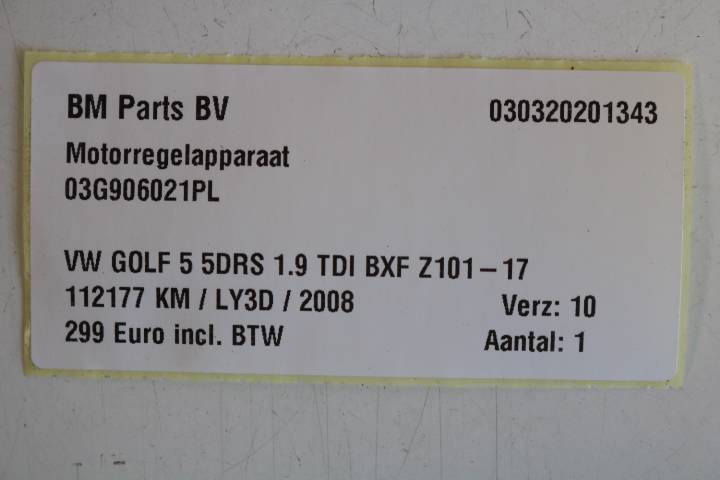 BM Parts BV 030320201343
Motorregelapparaat
03G906021PL
VW GOLF 5 5DRS 1.9 TDI BXF Z101-17
112177 KM / LY3D / 2008 Verz: 10
299 Euro incl. BTW Aantal: 1